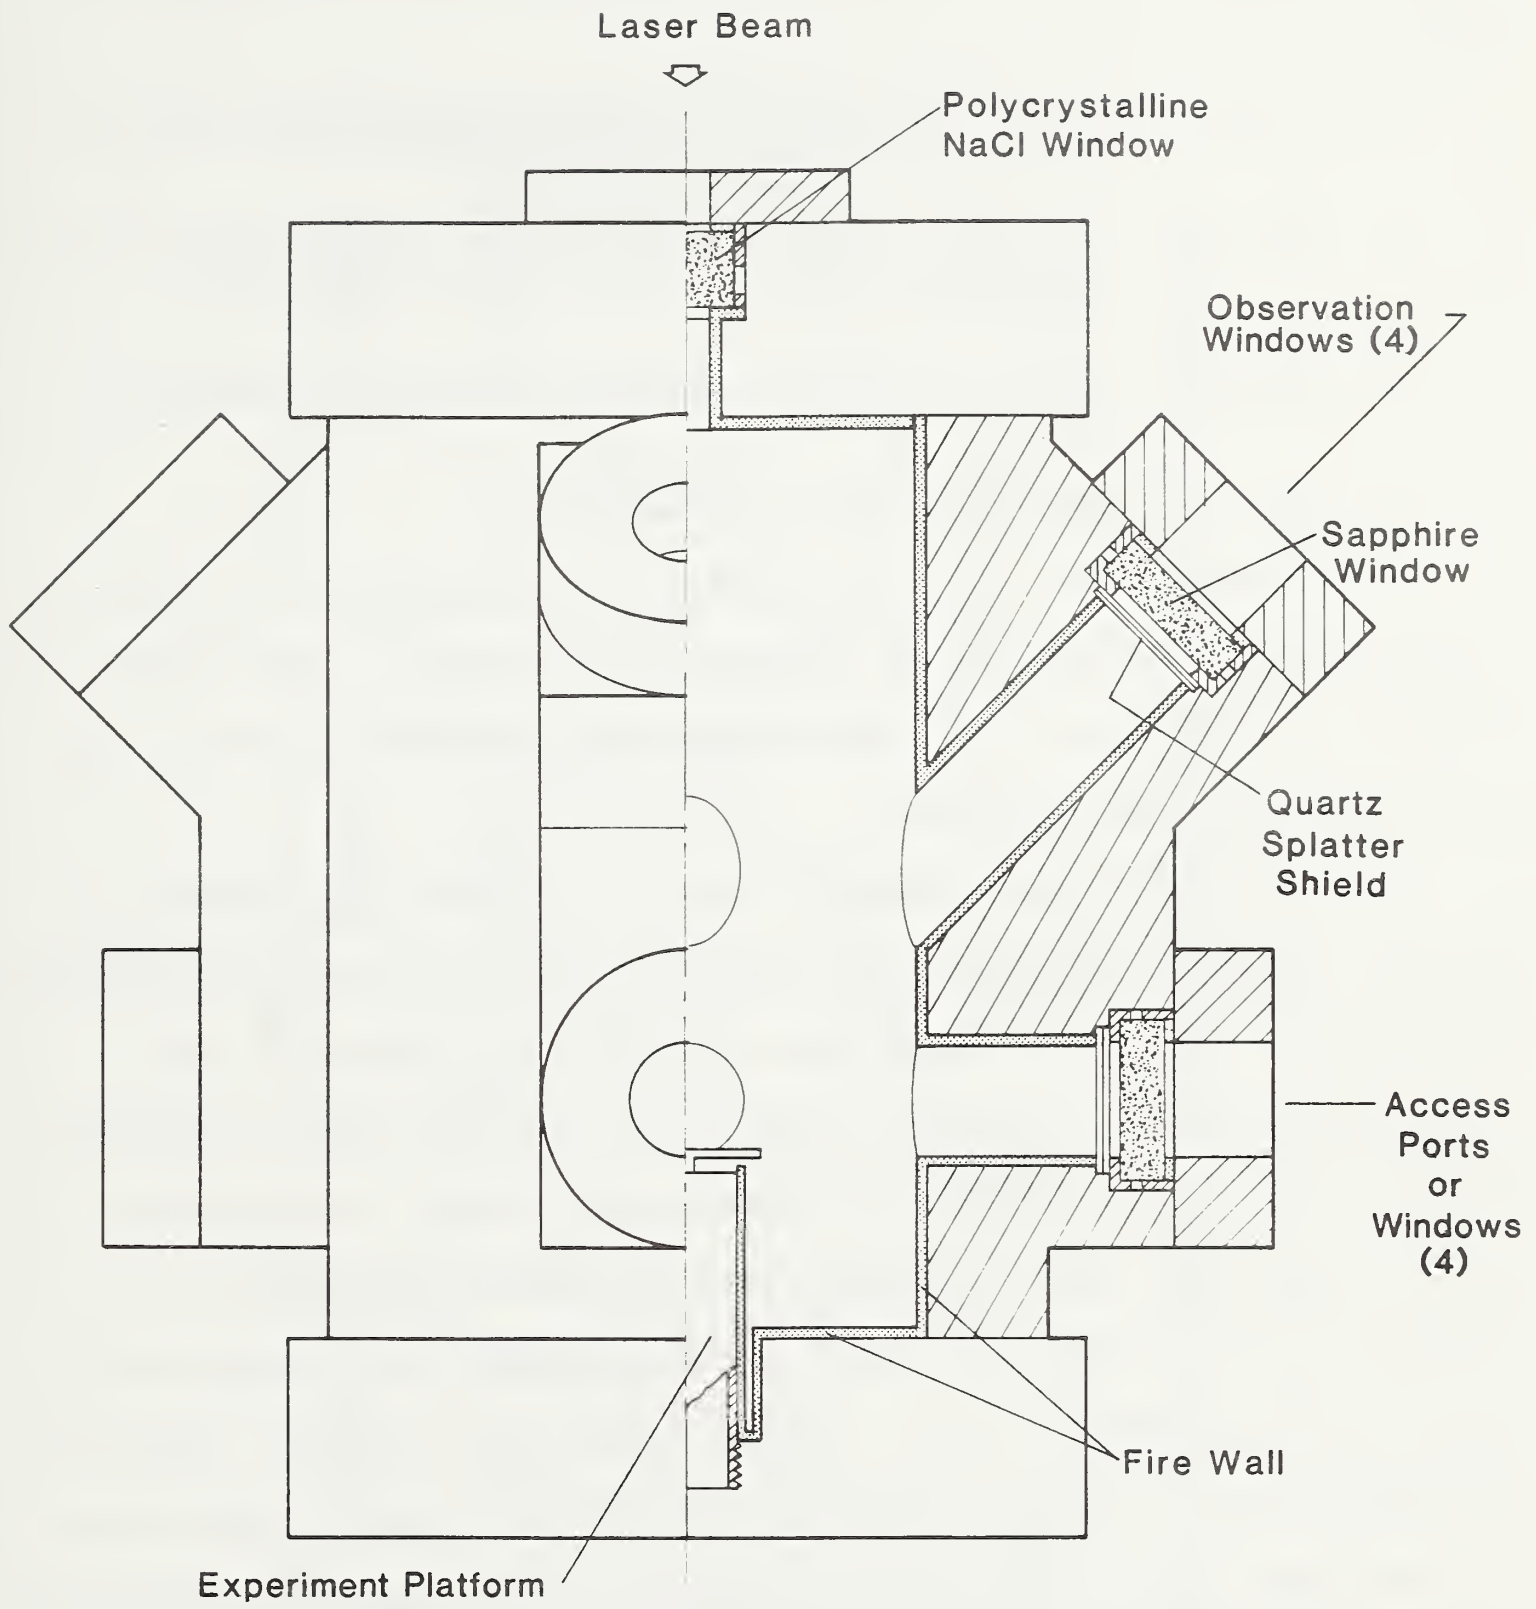 Laser Beam
Polycrystalline
NaCl Window
Observation
Windows (4)
Sapphire
Window
Quartz
Splatter
Shield
Access
Ports
or
Windows
(4)
Fire Wall
Experiment Platform